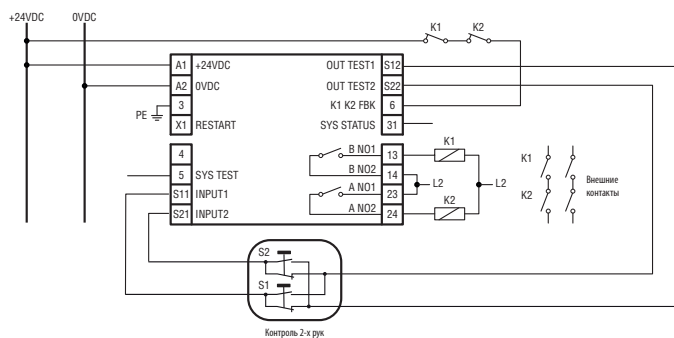 +24VDC 0VDC
K1 K2
A1 +24VDC OUT TEST1 S12
A2 0VDC OUT TEST2 S22
PE 3 K1 K2 FBK 6
X1 RESTART SYS STATUS 31
4 B NO1 13 K1
5 SYS TEST B NO2 14 L2 L2
S11 INPUT1 A NO1 23
S21 INPUT2 A NO2 24 K2
K1
K2
Внешние
контакты
S2
S1
Контроль 2-х рук